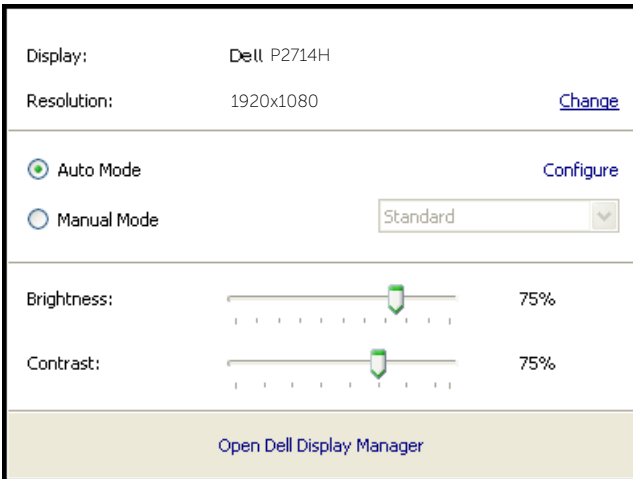 Display: Dell P2714H
Resolution: 1920x1080 Change
Auto Mode Configure
Manual Mode Standard
Brightness: 75%
Contrast: 75%
Open Dell Display Manager